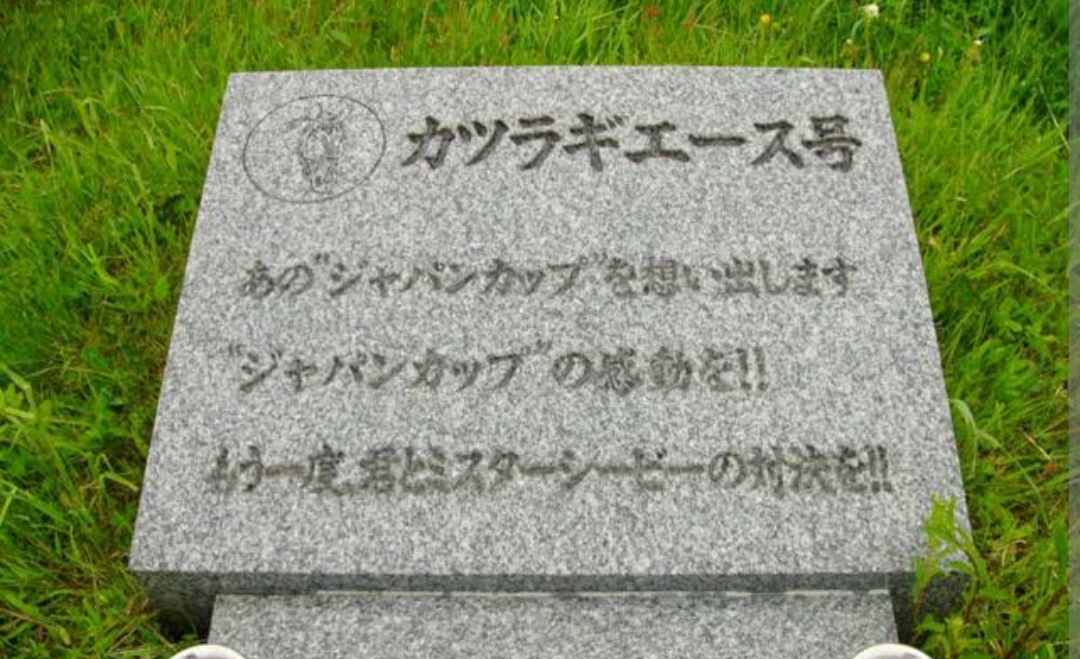 カツラギエース号
あの"ジャパンカップ"を想い出します
"ジャパンカップ"の感動を!!
もう一度、君とミスターシービーの対決を!!